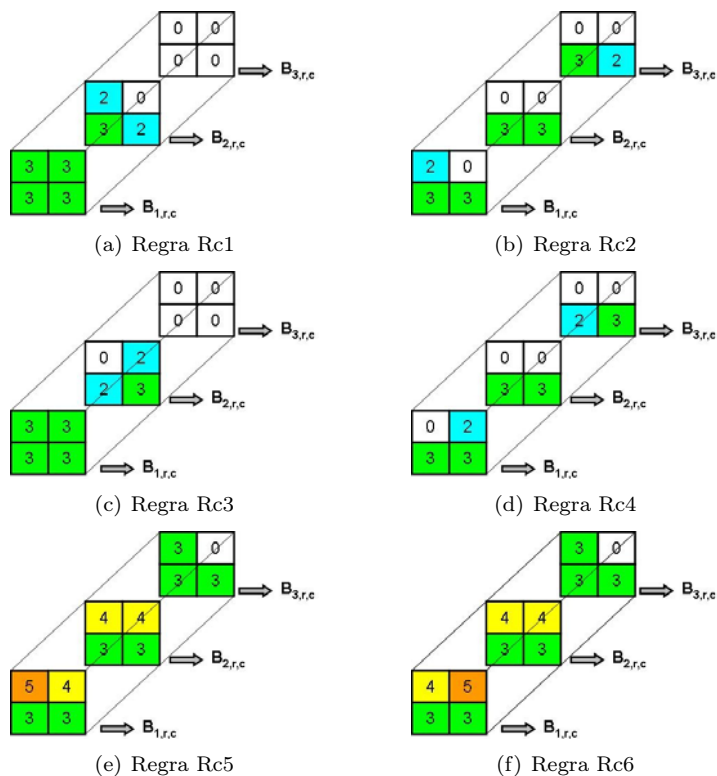 0 0
0 0
B3,r,c
2 0
3 2
B2,r,c
3 3
3 3
B1,r,c
(a) Regra Rc1
0 0
3 2
B3,r,c
0 0
3 3
B2,r,c
2 0
3 3
B1,r,c
(b) Regra Rc2
0 0
0 0
B3,r,c
0 2
2 3
B2,r,c
3 3
3 3
B1,r,c
(c) Regra Rc3
0 0
2 3
B3,r,c
0 0
3 3
B2,r,c
0 2
3 3
B1,r,c
(d) Regra Rc4
3 0
3 3
B3,r,c
4 4
3 3
B2,r,c
5 4
3 3
B1,r,c
(e) Regra Rc5
3 0
3 3
B3,r,c
4 4
3 3
B2,r,c
4 5
3 3
B1,r,c
(f) Regra Rc6